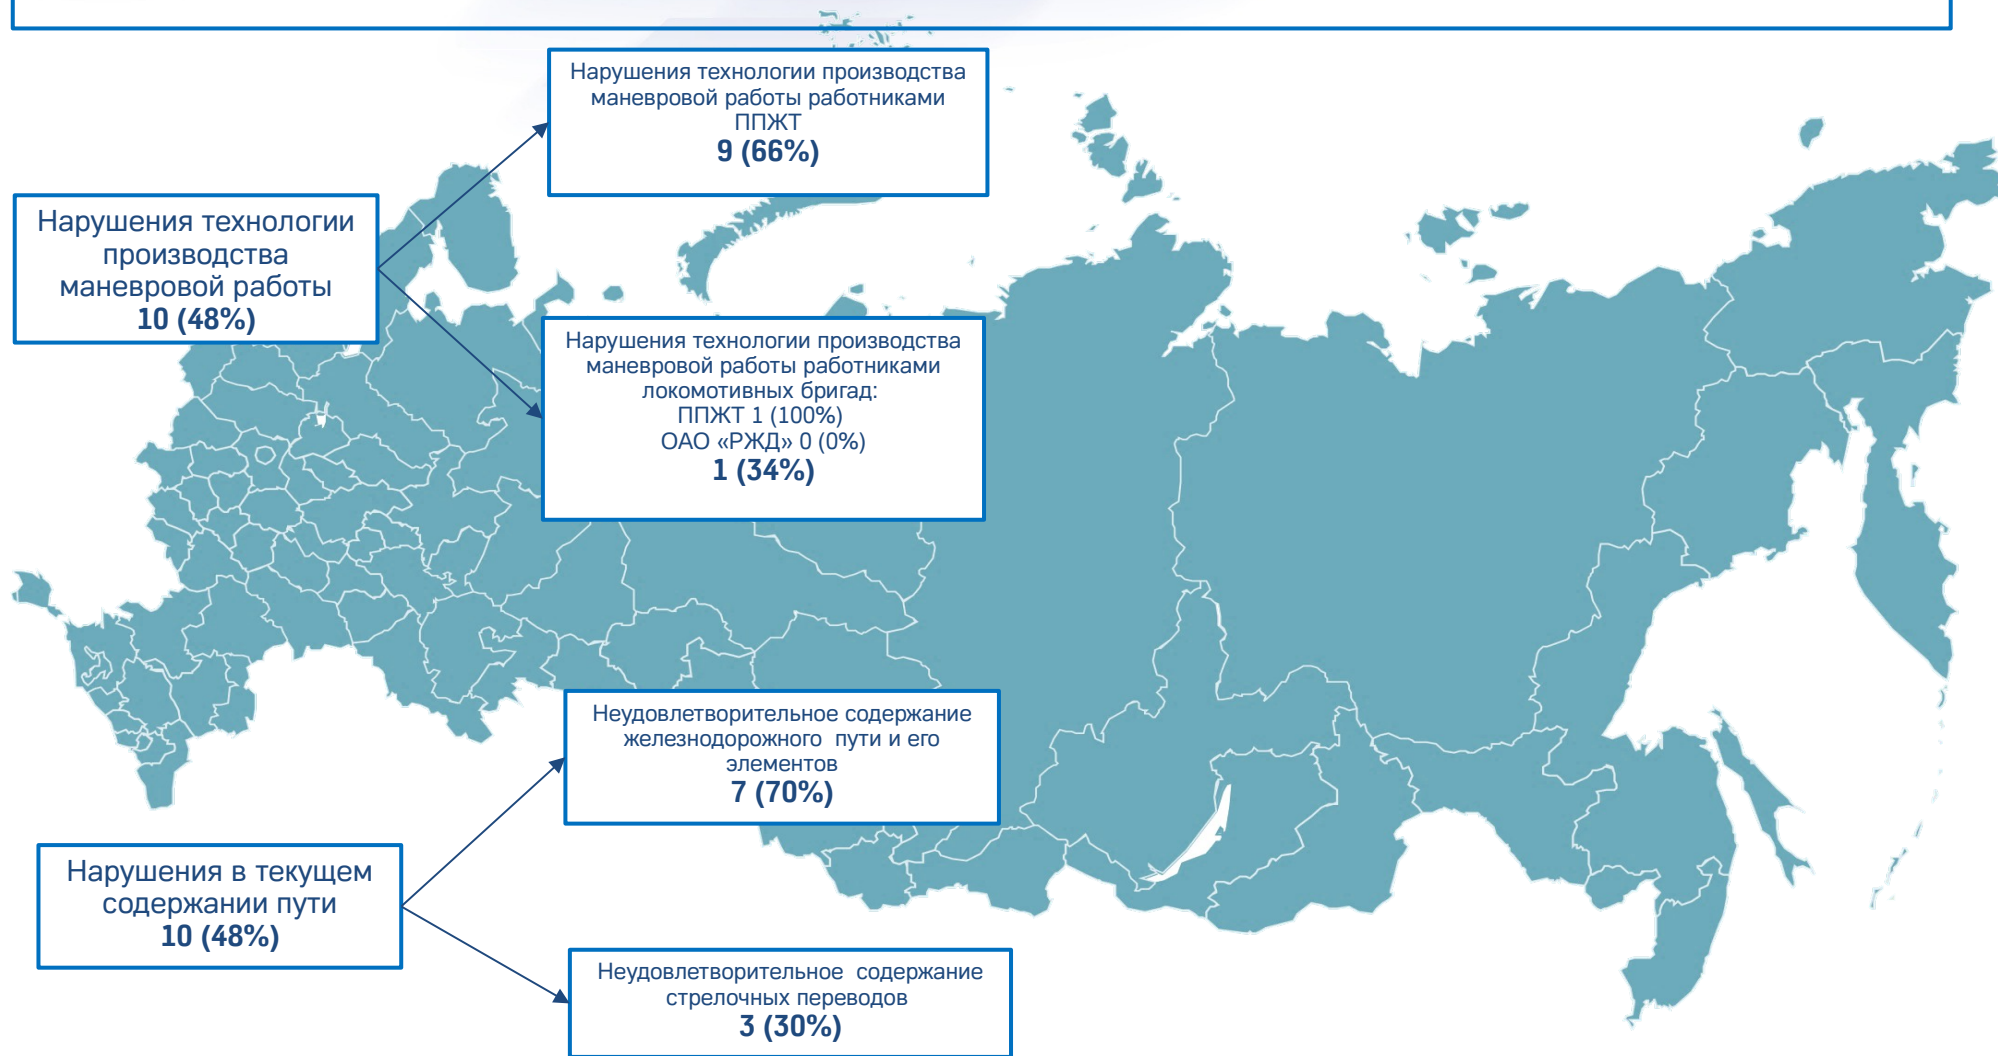 Нарушения технологии производства
маневровой работы работниками
ППЖТ
9 (66%)
Нарушения технологии
производства
маневровой работы
10 (48%)
Нарушения технологии производства
маневровой работы работниками
локомотивных бригад:
ППЖТ 1 (100%)
ОАО «РЖД» 0 (0%)
1 (34%)
Неудовлетворительное содержание
железнодорожного пути и его
элементов
7 (70%)
Нарушения в текущем
содержании пути
10 (48%)
Неудовлетворительное содержание
стрелочных переводов
3 (30%)